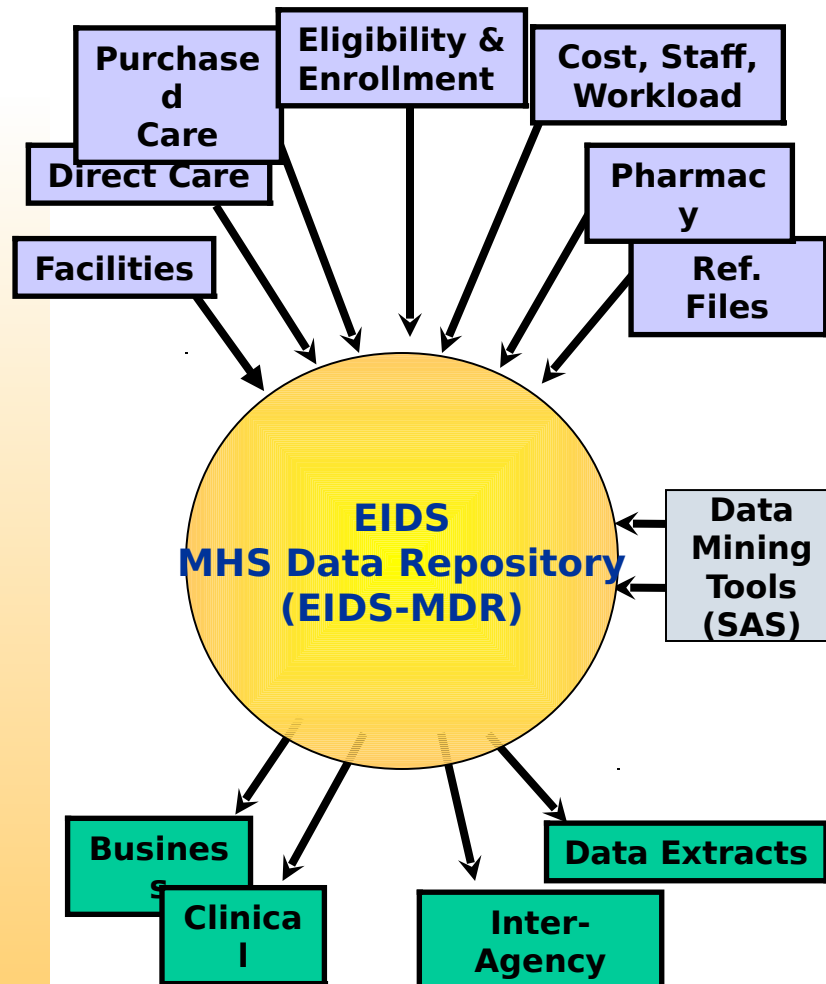 Eligibility &
Enrollment
Purchase
d
Care
Cost, Staff,
Workload
Direct Care
Pharmac
y
Facilities
Ref.
Files
EIDS
MHS Data Repository
(EIDS-MDR)
Data
Mining
Tools
(SAS)
Busines
s
Clinica
l
Inter-
Agency
Data Extracts